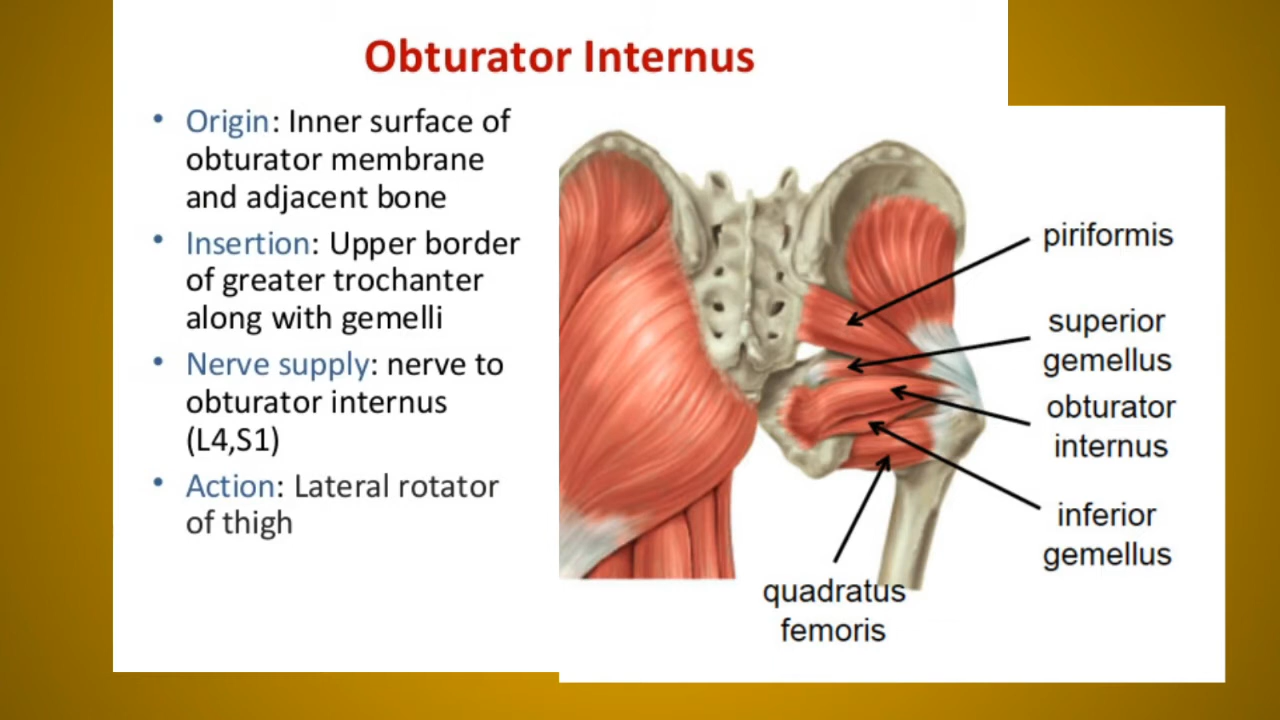 Obturator Internus
• Origin: Inner surface of
obturator membrane
and adjacent bone
• Insertion: Upper border
of greater trochanter
along with gemelli
• Nerve supply: nerve to
obturator internus
(L4,S1)
• Action: Lateral rotator
of thigh
piriformis
superior
gemellus
obturator
internus
inferior
gemellus
quadratus
femoris